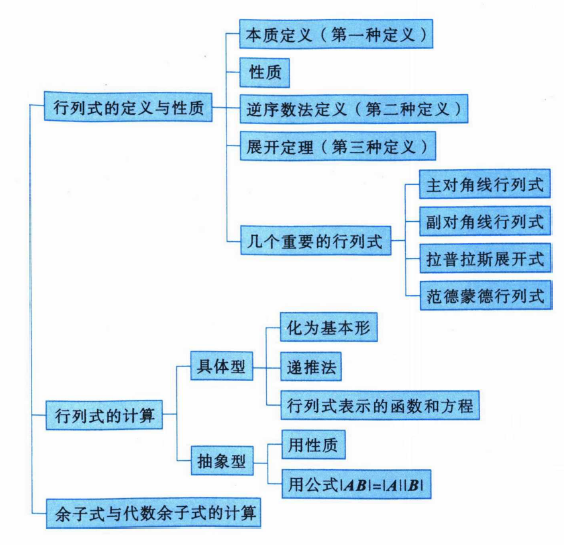 本质定义（第一种定义）
性质
行列式的定义与性质
逆序数法定义（第二种定义）
展开定理（第三种定义）
主对角线行列式
副对角线行列式
几个重要的行列式
拉普拉斯展开式
范德蒙德行列式
化为基本形
具体型
递推法
行列式表示的函数和方程
行列式的计算
用性质
抽象型
用公式|AB|=|A||B|
余子式与代数余子式的计算